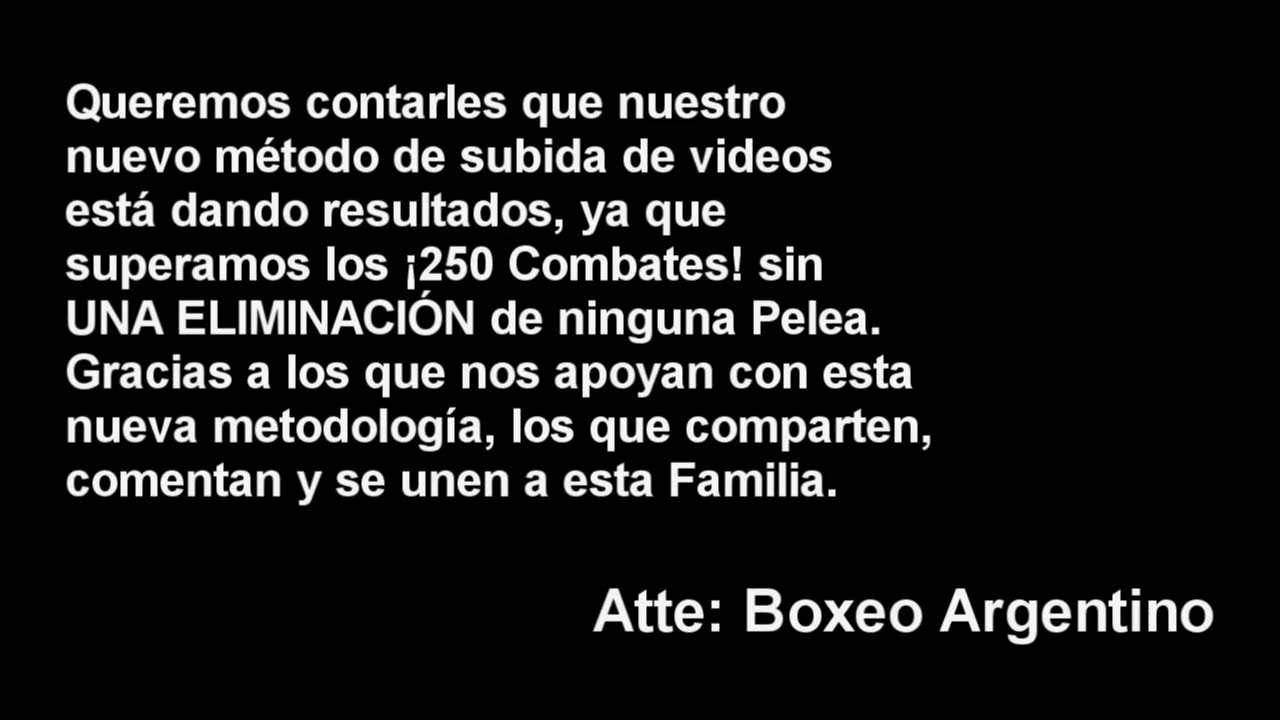 Queremos contarles que nuestro
nuevo método de subida de videos
está dando resultados, ya que
superamos los ¡250 Combates! sin
UNA ELIMINACIÓN de ninguna Pelea.
Gracias a los que nos apoyan con esta
nueva metodología, los que comparten,
comentan y se unen a esta Familia.
Atte: Boxeo Argentino